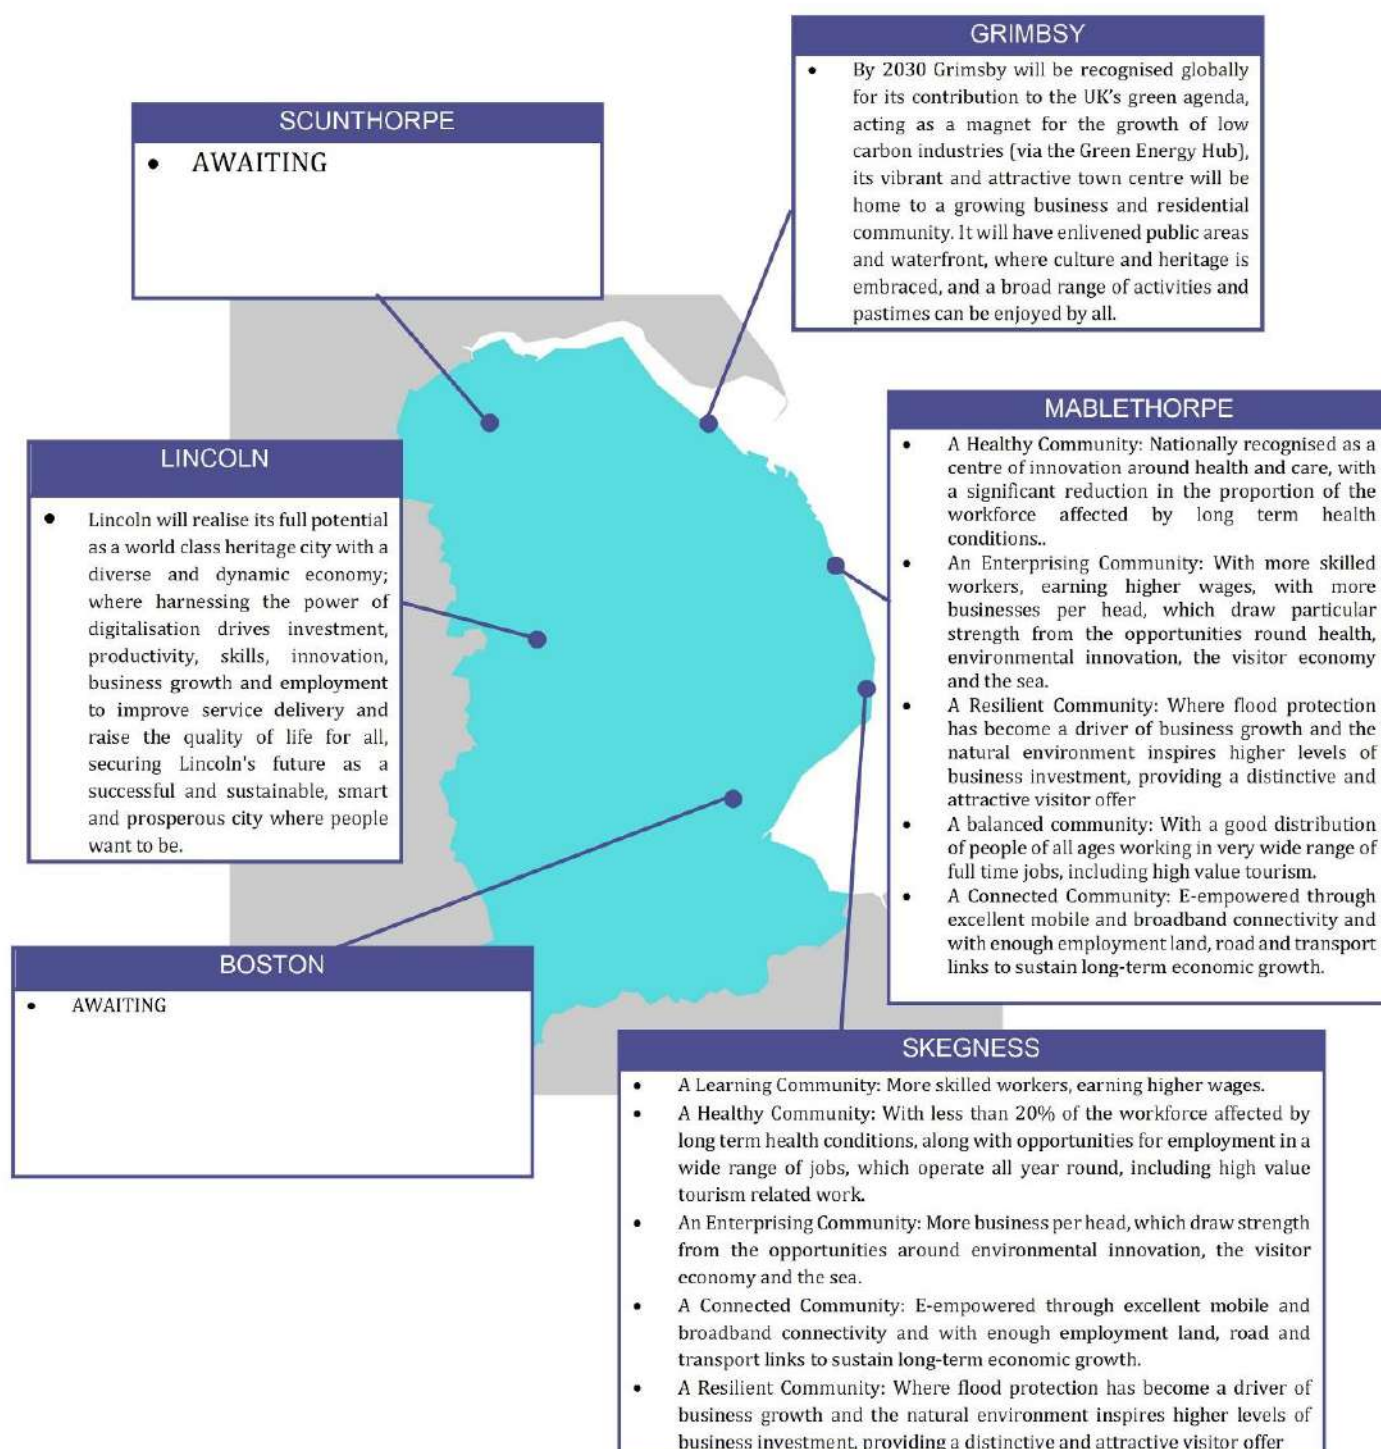 GRIMBSY
• By 2030 Grimsby will be recognised globally
for its contribution to the UK's green agenda,
acting as a magnet for the growth of low
carbon industries (via the Green Energy Hub),
its vibrant and attractive town centre will be
home to a growing business and residential
community. It will have enlivened public areas
and waterfront, where culture and heritage is
embraced, and a broad range of activities and
pastimes can be enjoyed by all.
SCUNTHORPE
• AWAITING
MABLETHORPE
• A Healthy Community: Nationally recognised as a
centre of innovation around health and care, with
a significant reduction in the proportion of the
workforce affected by long term health
conditions..
• An Enterprising Community: With more skilled
workers, earning higher wages, with more
businesses per head, which draw particular
strength from the opportunities round health,
environmental innovation, the visitor economy
and the sea.
• A Resilient Community: Where flood protection
has become a driver of business growth and the
natural environment inspires higher levels of
business investment, providing a distinctive and
attractive visitor offer
• A balanced community: With a good distribution
of people of all ages working in very wide range of
full time jobs, including high value tourism.
• A Connected Community: E-empowered through
excellent mobile and broadband connectivity and
with enough employment land, road and transport
links to sustain long-term economic growth.
LINCOLN
• Lincoln will realise its full potential
as a world class heritage city with a
diverse and dynamic economy;
where harnessing the power of
digitalisation drives investment,
productivity, skills, innovation,
business growth and employment
to improve service delivery and
raise the quality of life for all,
securing Lincoln's future as a
successful and sustainable, smart
and prosperous city where people
want to be.
BOSTON
• AWAITING
SKEGNESS
• A Learning Community: More skilled workers, earning higher wages.
• A Healthy Community: With less than 20% of the workforce affected by
long term health conditions, along with opportunities for employment in a
wide range of jobs, which operate all year round, including high value
tourism related work.
• An Enterprising Community: More business per head, which draw strength
from the opportunities around environmental innovation, the visitor
economy and the sea.
• A Connected Community: E-empowered through excellent mobile and
broadband connectivity and with enough employment land, road and
transport links to sustain long-term economic growth.
• A Resilient Community: Where flood protection has become a driver of
business growth and the natural environment inspires higher levels of
business investment, providing a distinctive and attractive visitor offer